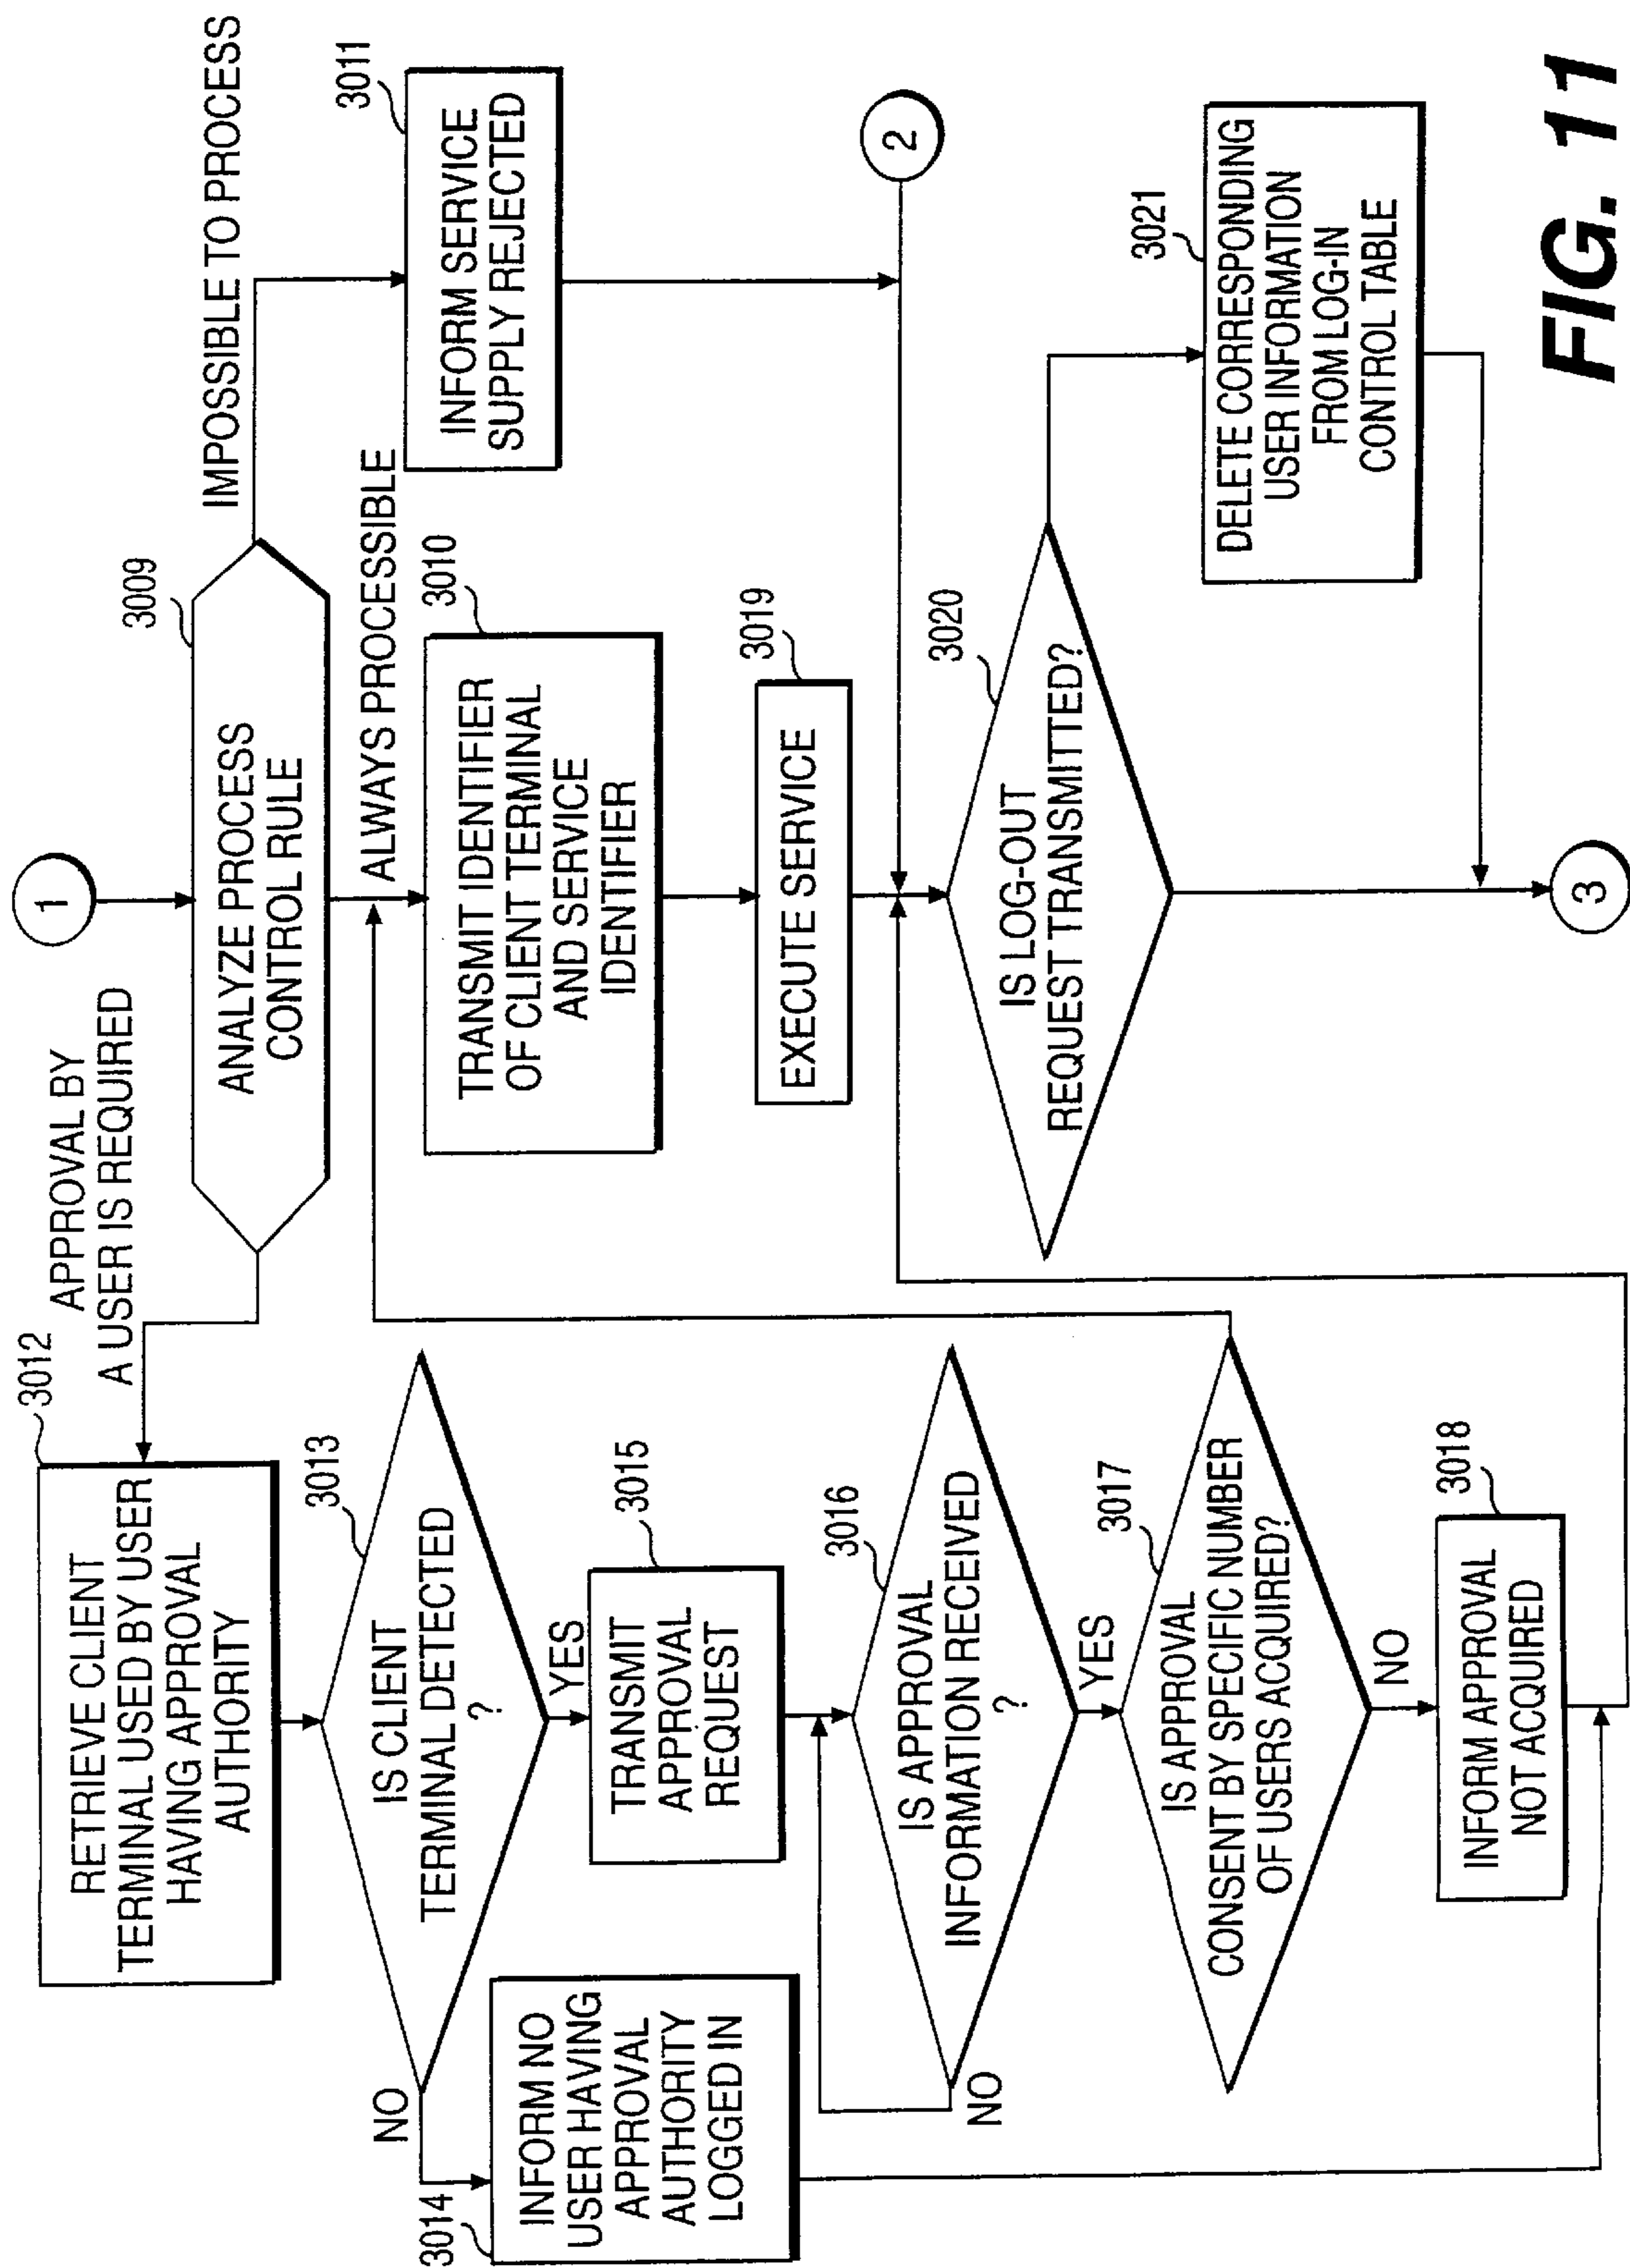 1
APPROVAL BY
A USER IS REQUIRED
3009
ANALYZE PROCESS
CONTROL RULE
IMPOSSIBLE TO PROCESS
3012
RETRIEVE CLIENT
TERMINAL USED BY USER
HAVING APPROVAL
AUTHORITY
ALWAYS PROCESSIBLE
3010
TRANSMIT IDENTIFIER
OF CLIENT TERMINAL
AND SERVICE
IDENTIFIER
3011
INFORM SERVICE
SUPPLY REJECTED
3013
IS CLIENT
TERMINAL DETECTED
?
NO
YES
3014
INFORM NO
USER HAVING
APPROVAL
AUTHORITY
LOGGED IN
3015
TRANSMIT
APPROVAL
REQUEST
3019
EXECUTE SERVICE
2
3016
IS APPROVAL
INFORMATION RECEIVED
?
NO
YES
3020
IS LOG-OUT
REQUEST TRANSMITTED?
3021
DELETE CORRESPONDING
USER INFORMATION
FROM LOG-IN
CONTROL TABLE
3017
IS APPROVAL
CONSENT BY SPECIFIC NUMBER
OF USERS ACQUIRED?
NO
3018
INFORM APPROVAL
NOT ACQUIRED
3
FIG. 11